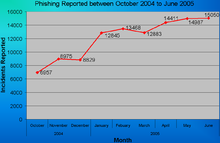 Phishing Reported between October 2004 to June 2005
Incidents Reported
16000
14000
12000
10000
8000
6000
4000
2000
0
6957
8975
8829
12845
13468
12883
14411
14987
15050
October
November
December
January
February
March
April
May
June
2004
2005
Month